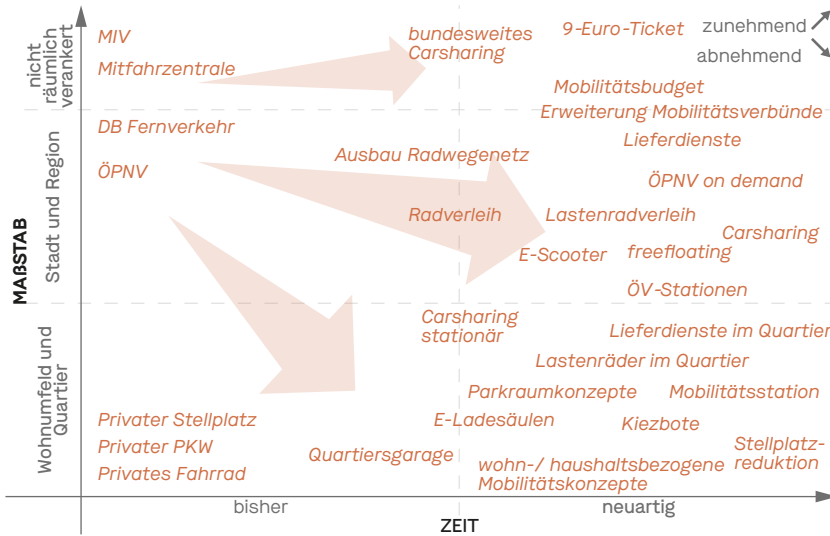 MAßSTAB
nicht
räumlich
verankert
MIV
Mitfahrzentrale
bundesweites
Carsharing
9-Euro-Ticket
zunehmend
abnehmend
Mobilitätsbudget
Erweiterung Mobilitätsverbünde
Stadt und Region
DB Fernverkehr
ÖPNV
Ausbau Radwegenetz
Lieferdienste
ÖPNV on demand
Radverleih
Lastenradverleih
Carsharing
E-Scooter
freefloating
ÖV-Stationen
Wohnumfeld und
Quartier
Carsharing
stationär
Lieferdienste im Quartier
Lastenräder im Quartier
Parkraumkonzepte
Mobilitätsstation
Privater Stellplatz
E-Ladesäulen
Kiezbote
Privater PKW
Quartiersgarage
Stellplatz-
reduktion
Privates Fahrrad
wohn-/ haushaltsbezogene
Mobilitätskonzepte
bisher
neuartig
ZEIT